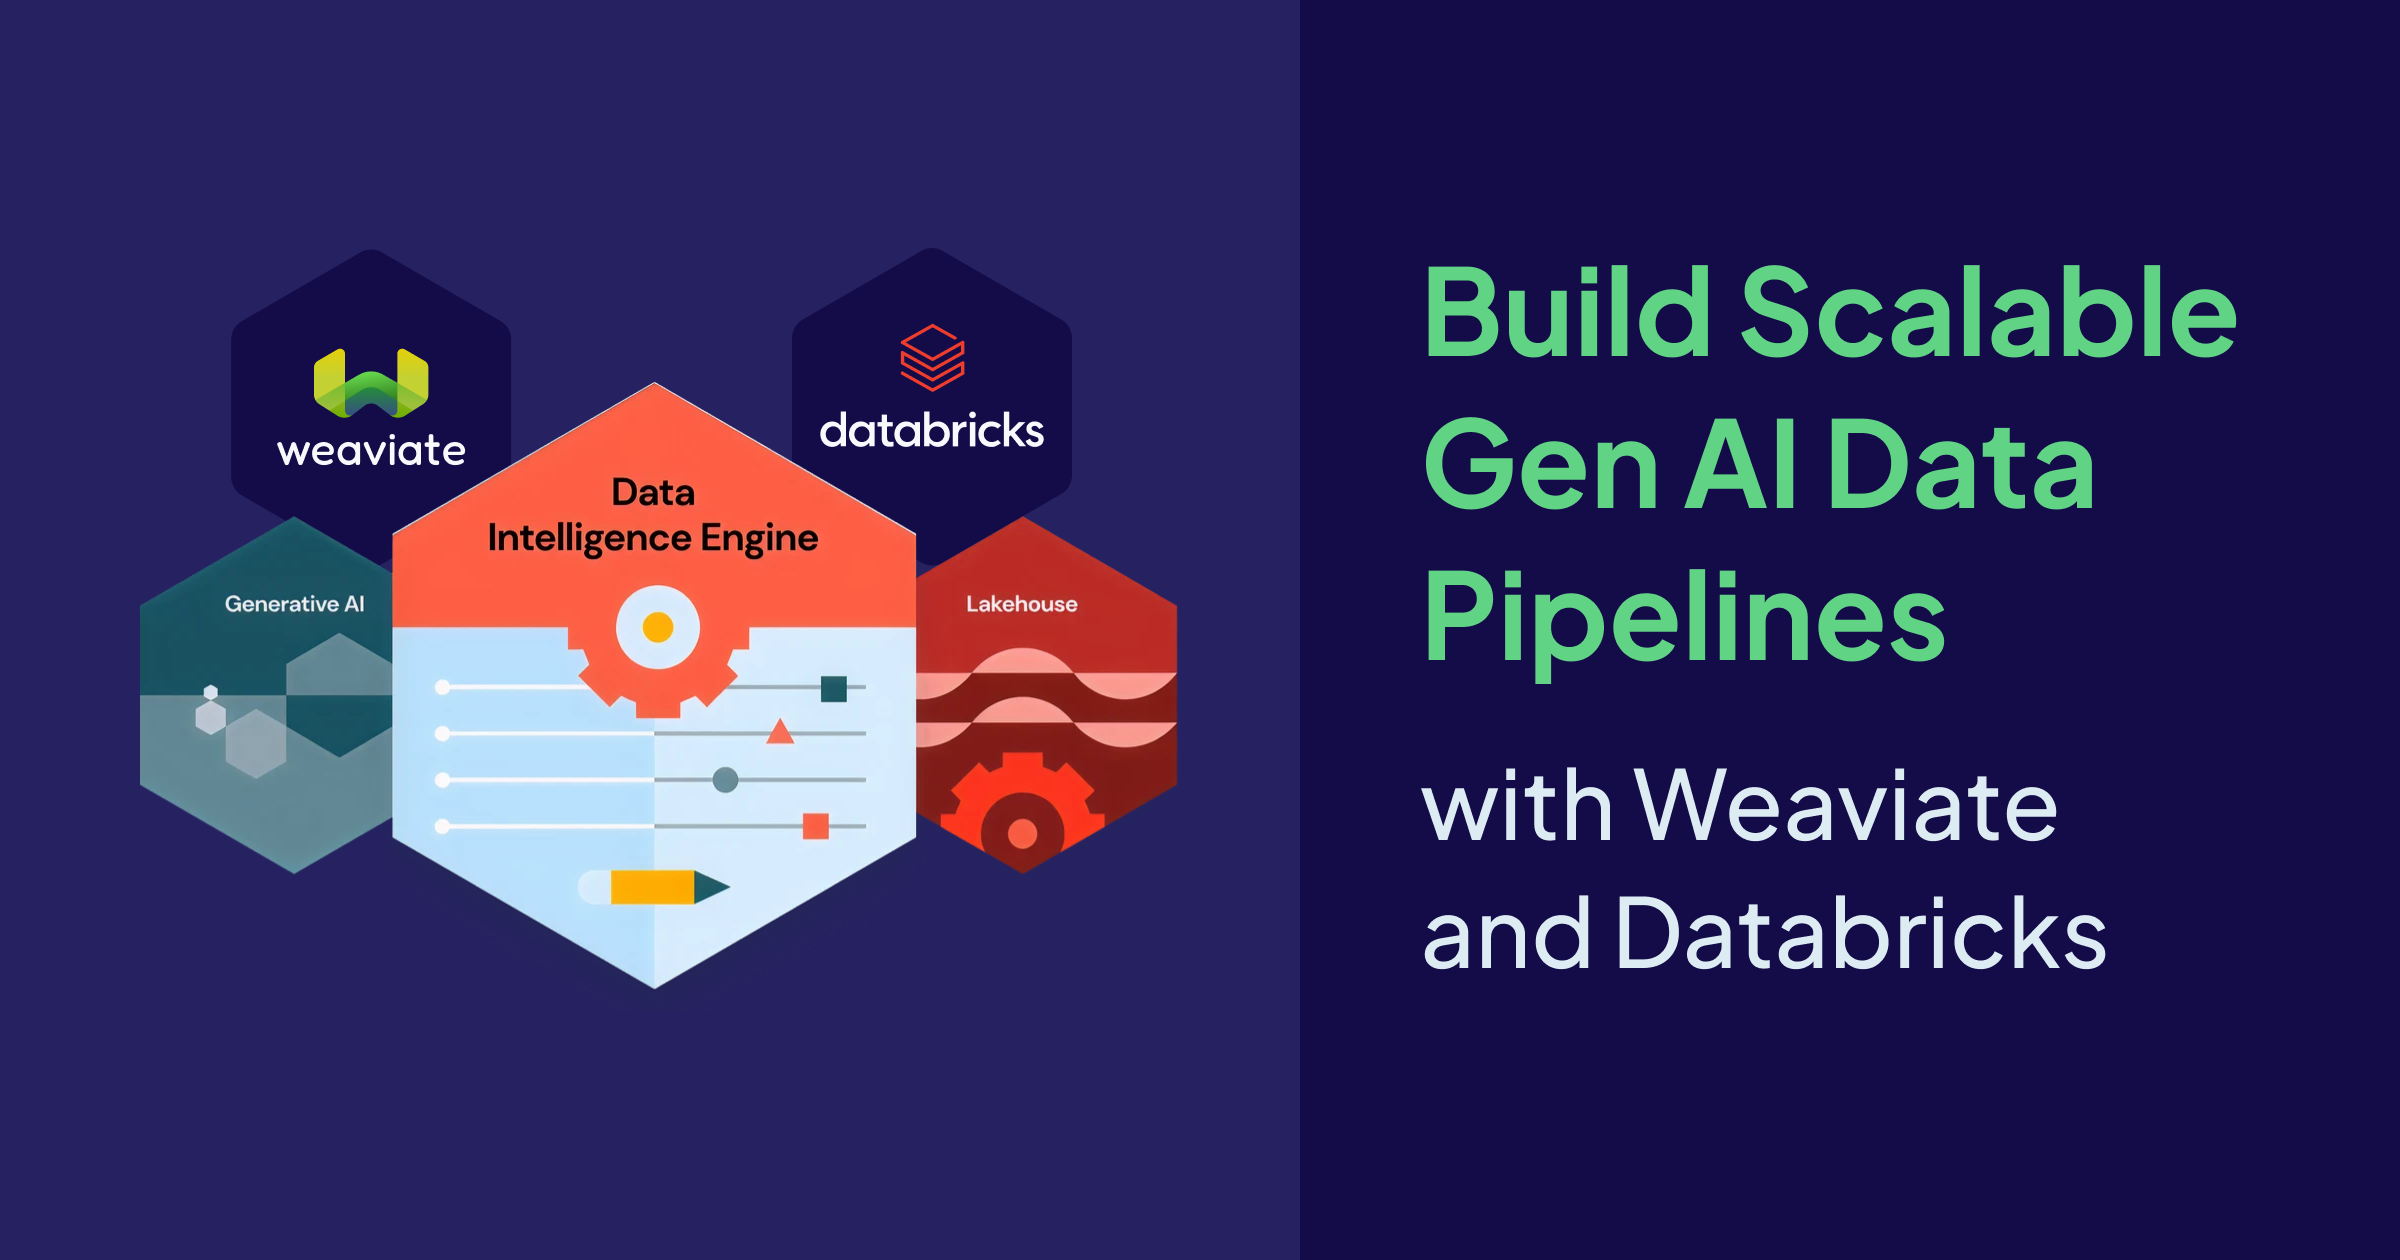 weaviate
databricks
Data
Intelligence Engine
Generative AI
Lakehouse
Build Scalable
Gen AI Data
Pipelines
with Weaviate
and Databricks